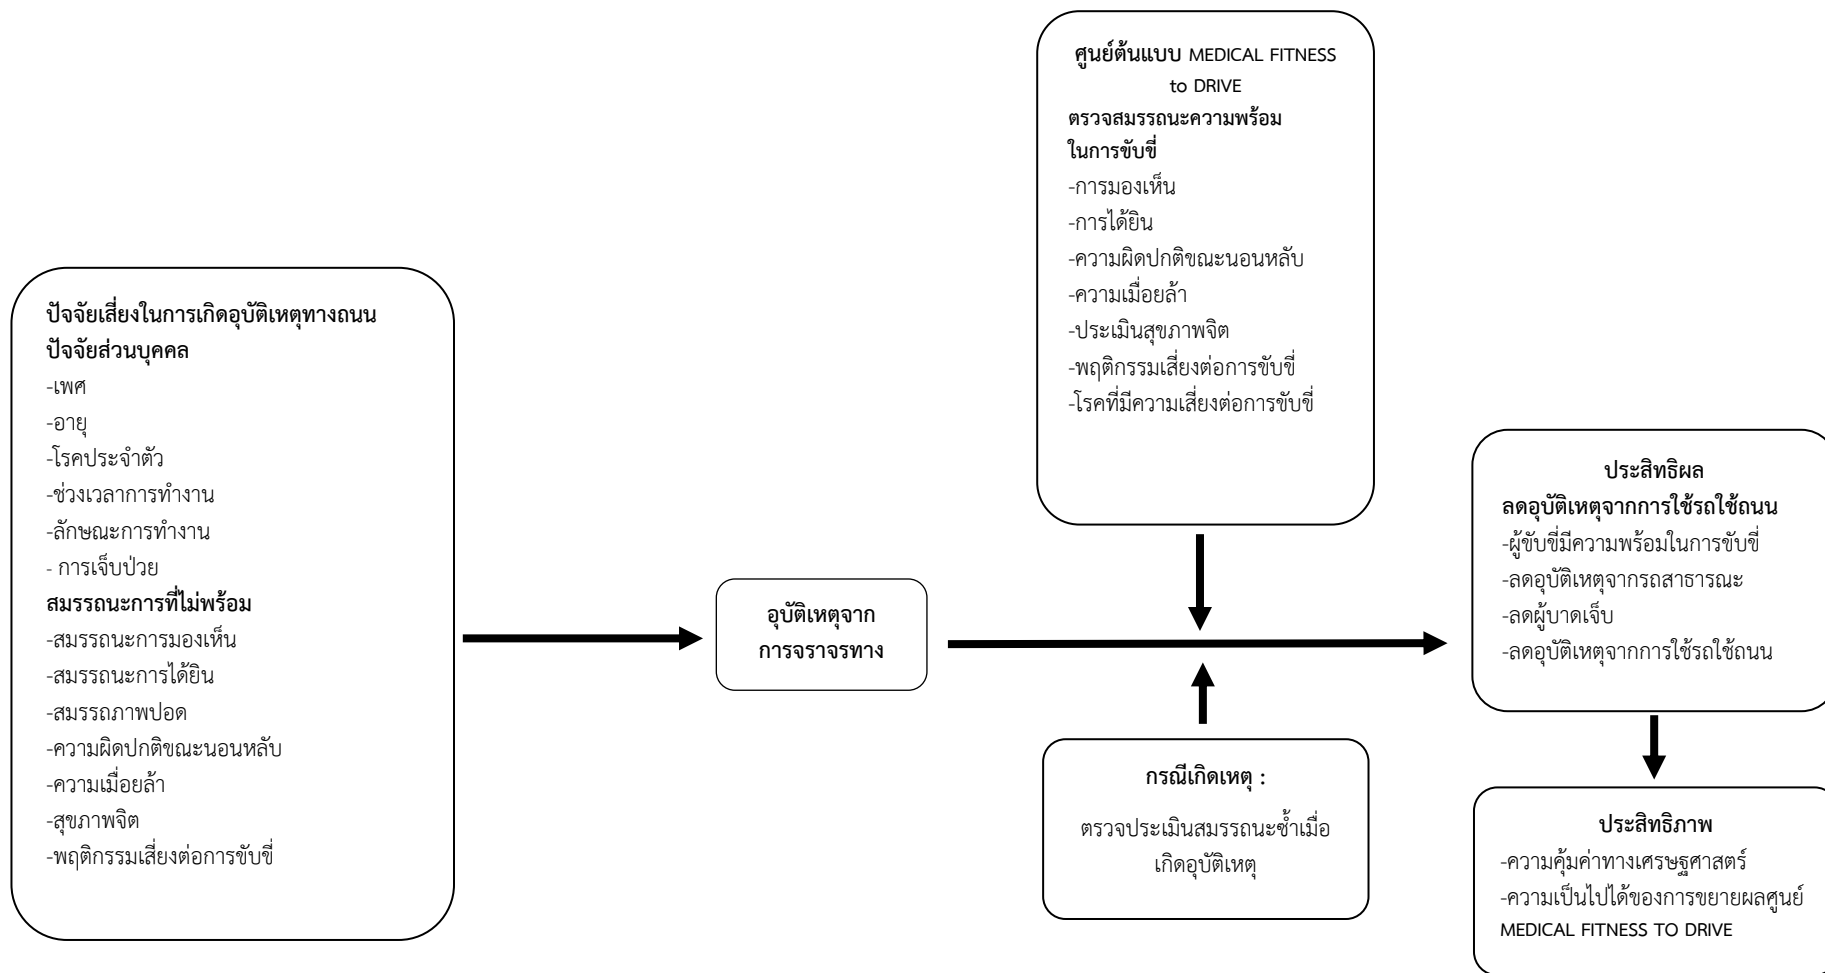 ปัจจัยเสี่ยงในการเกิดอุบัติเหตุทางถนน
ปัจจัยส่วนบุคคล
-เพศ
-อายุ
-โรคประจำตัว
-ช่วงเวลาการทำงาน
-ลักษณะการทำงาน
- การเจ็บป่วย
สมรรถนะการที่ไม่พร้อม
-สมรรถนะการมองเห็น
-สมรรถนะการได้ยิน
-สมรรถภาพปอด
-ความผิดปกติขณะนอนหลับ
-ความเมื่อยล้า
-สุขภาพจิต
-พฤติกรรมเสี่ยงต่อการขับขี่
อุบัติเหตุจาก
การจราจรทาง
ศูนย์ต้นแบบ MEDICAL FITNESS
to DRIVE
ตรวจสมรรถนะความพร้อม
ในการขับขี่
-การมองเห็น
-การได้ยิน
-ความผิดปกติขณะนอนหลับ
-ความเมื่อยล้า
-ประเมินสุขภาพจิต
-พฤติกรรมเสี่ยงต่อการขับขี่
-โรคที่มีความเสี่ยงต่อการขับขี่
กรณีเกิดเหตุ :
ตรวจประเมินสมรรถนะซ้ำเมื่อ
เกิดอุบัติเหตุ
ประสิทธิผล
ลดอุบัติเหตุจากการใช้รถใช้ถนน
-ผู้ขับขี่มีความพร้อมในการขับขี่
-ลดอุบัติเหตุจากรถสาธารณะ
-ลดผู้บาดเจ็บ
-ลดอุบัติเหตุจากการใช้รถใช้ถนน
ประสิทธิภาพ
-ความคุ้มค่าทางเศรษฐศาสตร์
-ความเป็นไปได้ของการขยายผลศูนย์
MEDICAL FITNESS TO DRIVE